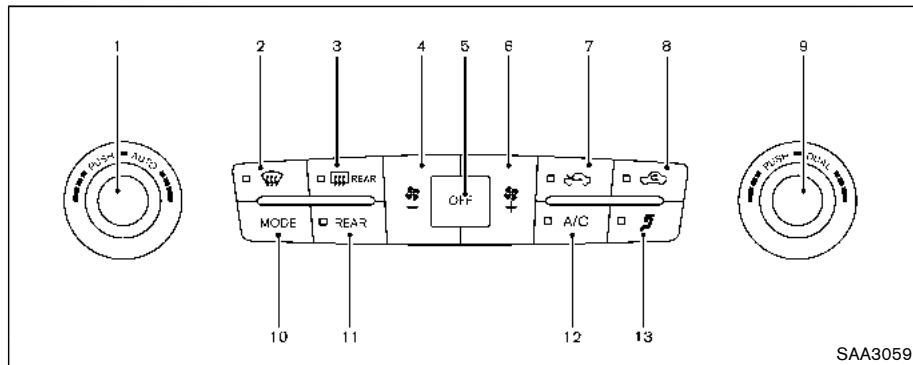 1 2 3 4 5 6 7 8 9
PUSH AUTO
REAR
OFF
PUSH DUAL
MODE
REAR
A/C
10 11 12 13
SAA3059